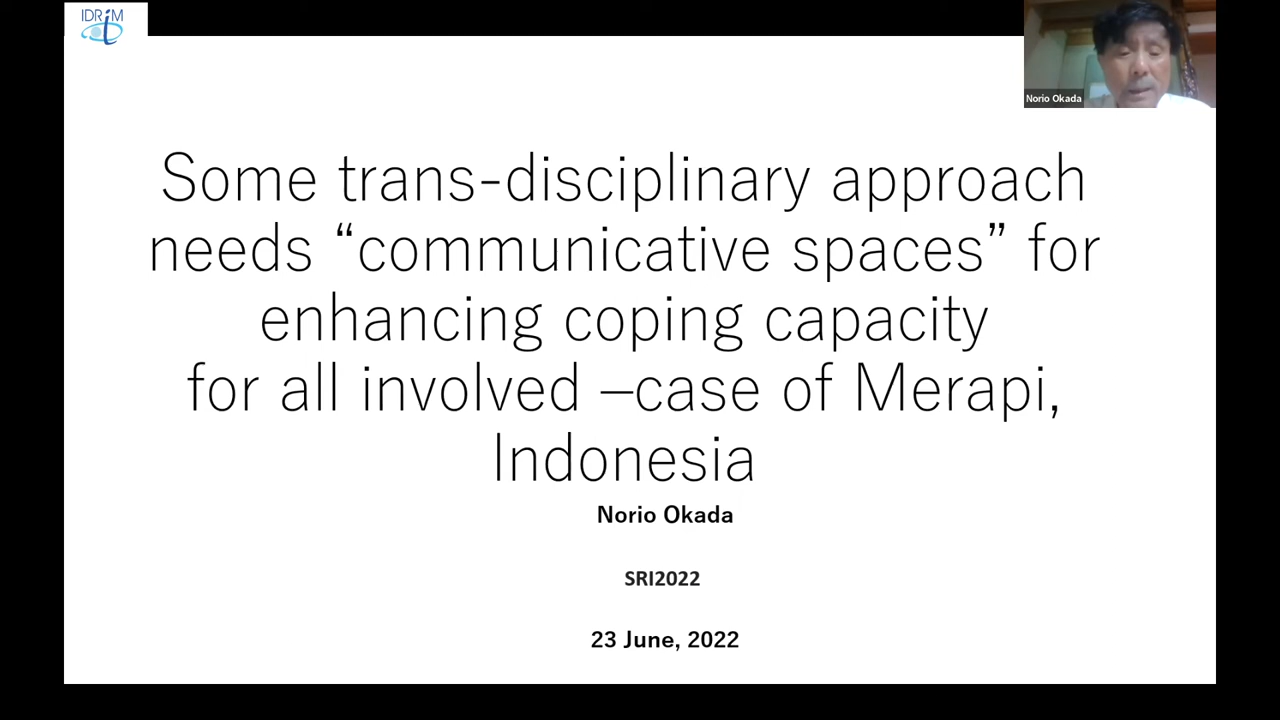 IDRiM
Norio Okada
Some trans-disciplinary approach
needs “communicative spaces” for
enhancing coping capacity
for all involved –case of Merapi,
Indonesia
Norio Okada
SRI2022
23 June, 2022